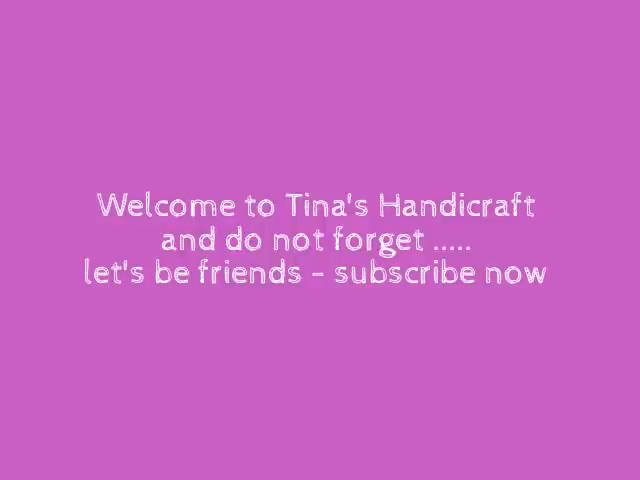 Welcome to Tina's Handicraft
and do not forget .....
let's be friends - subscribe now